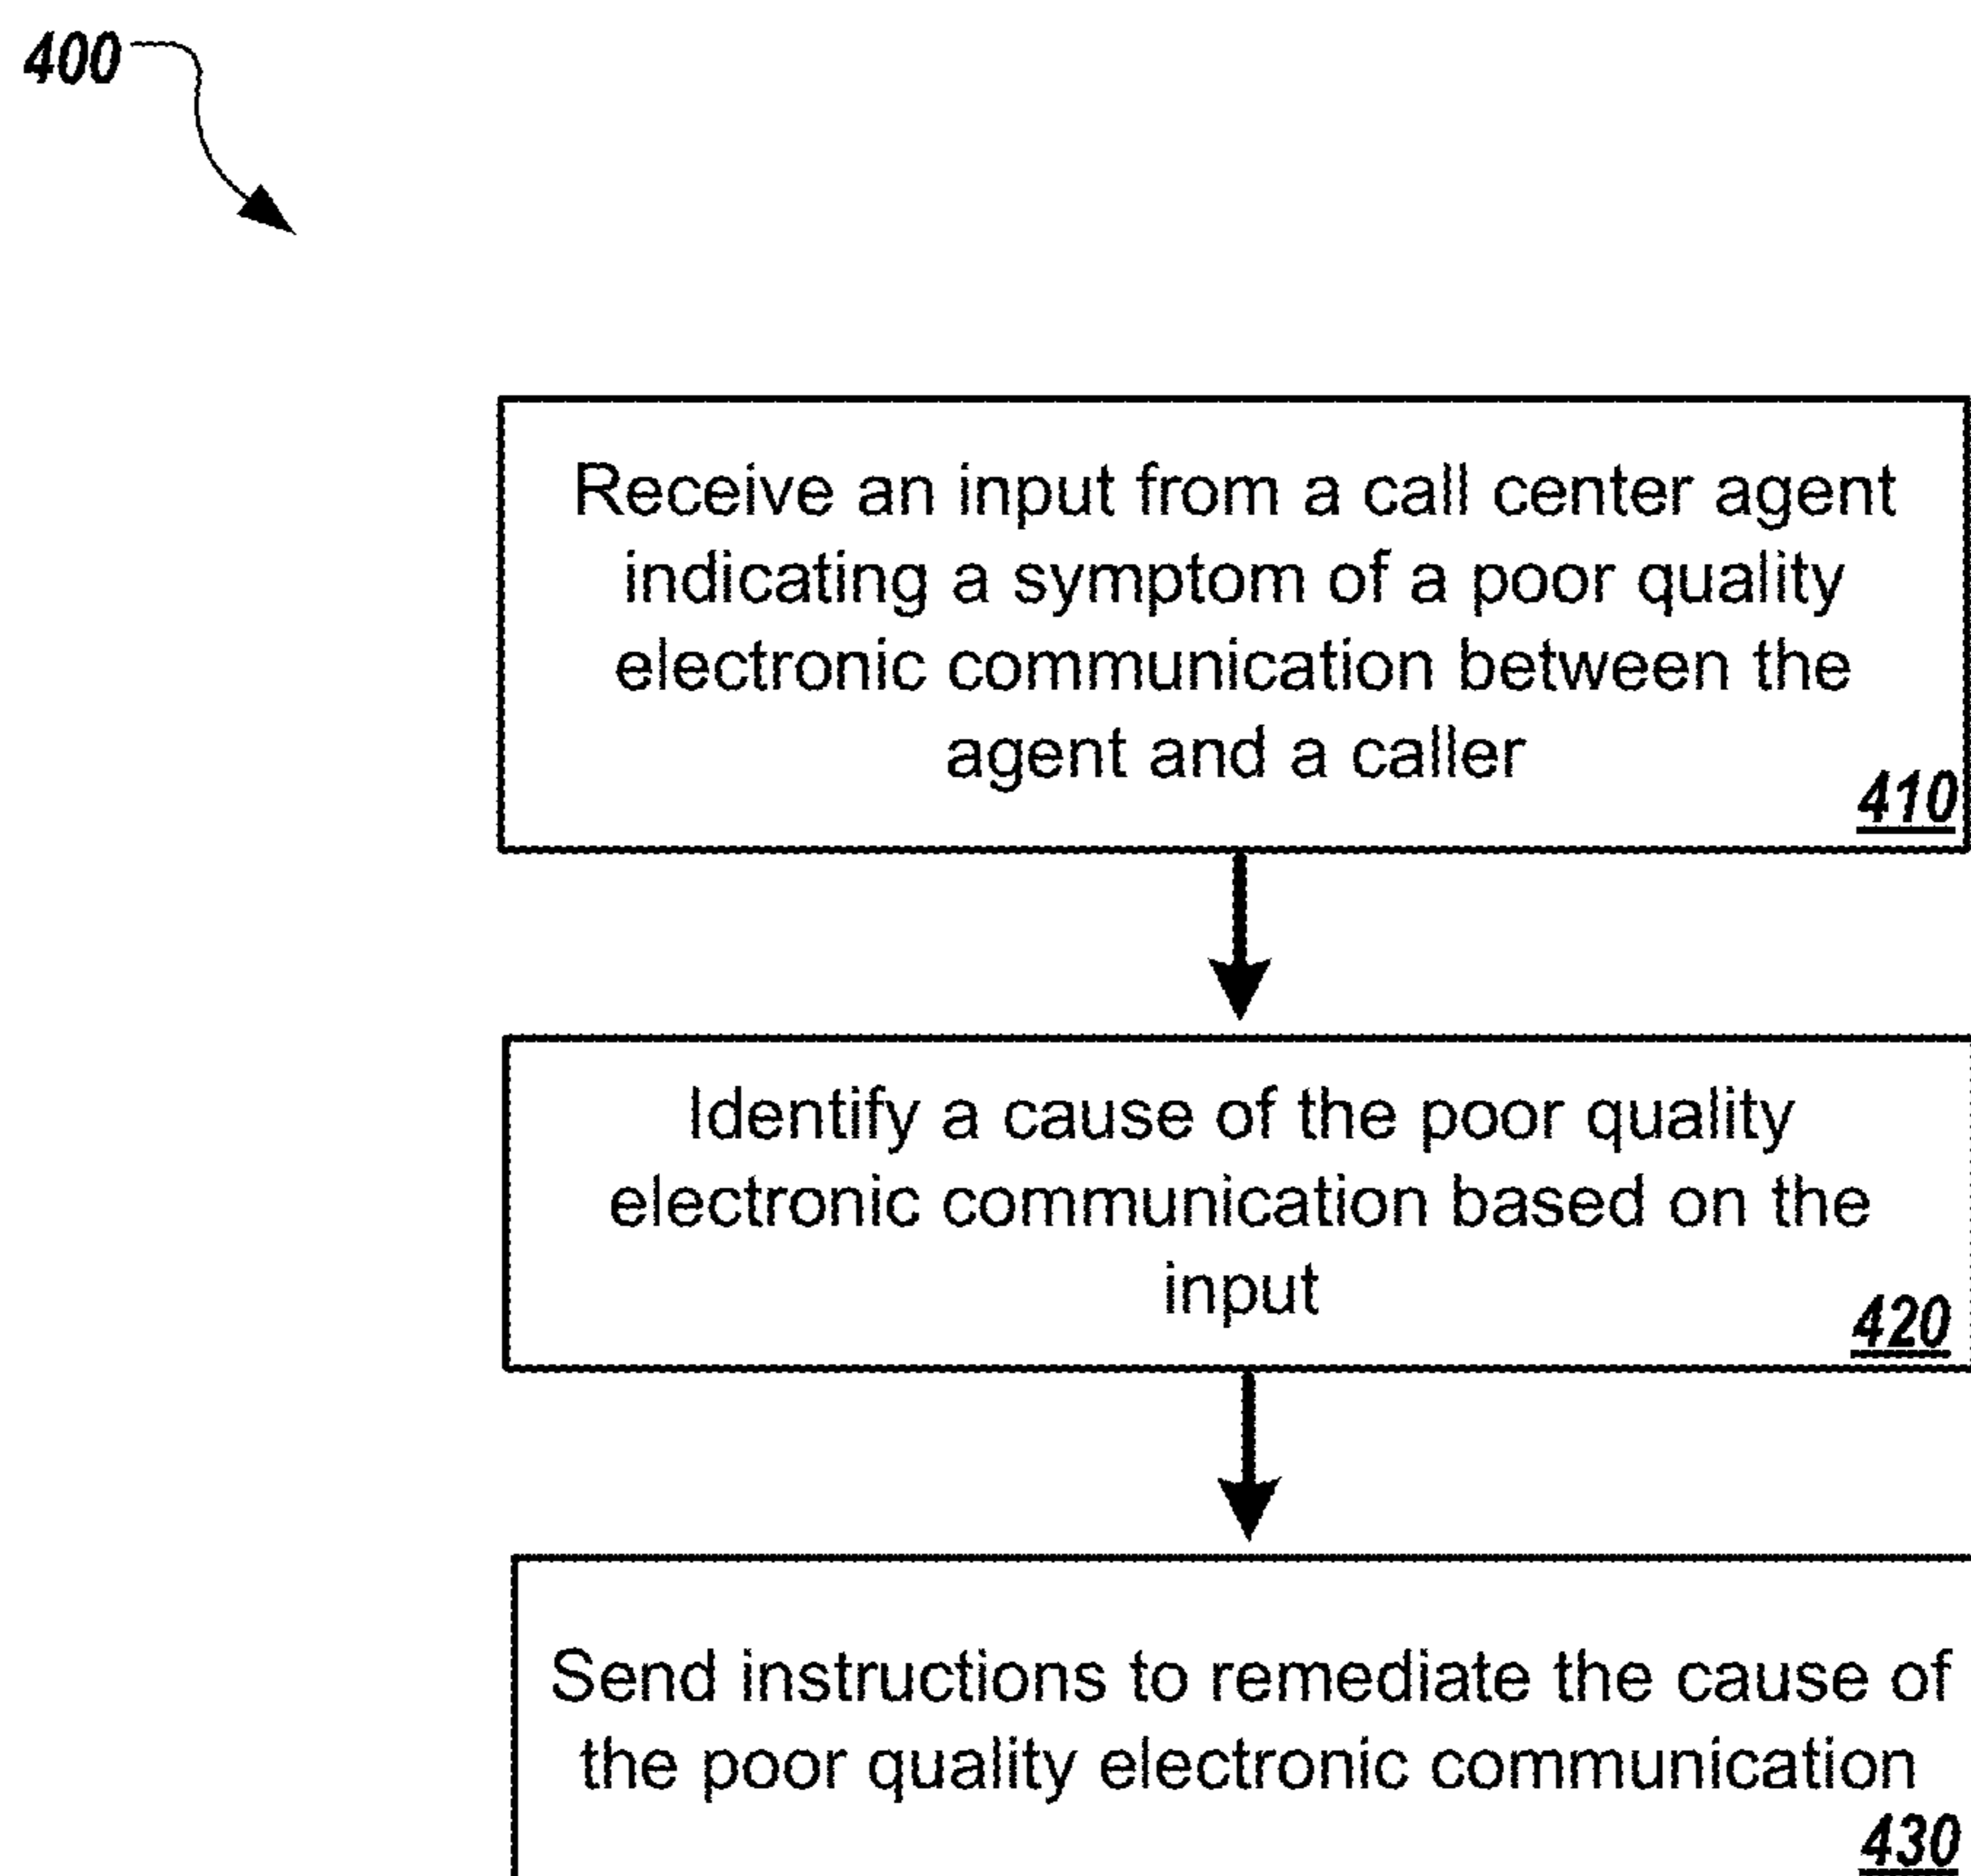 400
Receive an input from a call center agent
indicating a symptom of a poor quality
electronic communication between the
agent and a caller
410
Identify a cause of the poor quality
electronic communication based on the
input
420
Send instructions to remediate the cause of
the poor quality electronic communication
430